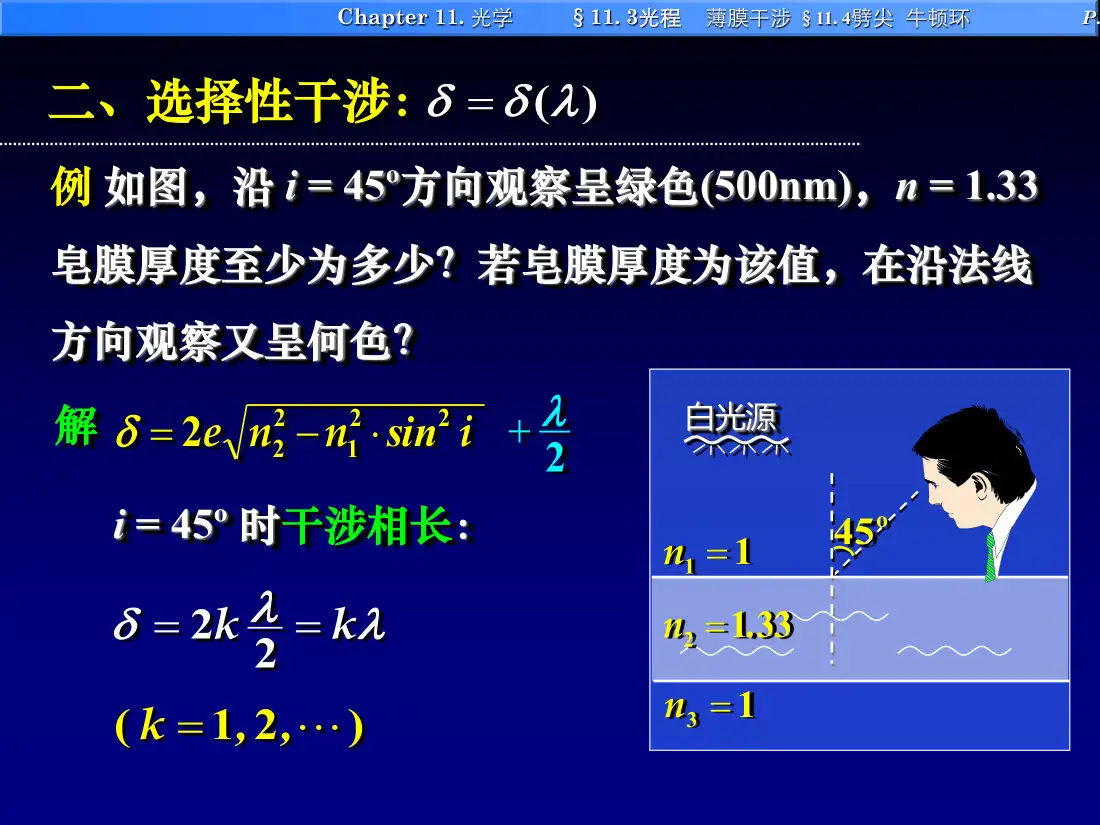 Chapter 11. 光学 §11.3光程 薄膜干涉 §11.4劈尖 牛顿环 P.
二、选择性干涉: δ = δ(λ)
例 如图，沿 i = 45º方向观察呈绿色(500nm)，n = 1.33
皂膜厚度至少为多少？若皂膜厚度为该值，在沿法线
方向观察又呈何色？
解 δ = 2e√(n₂² − n₁² · sin² i) + λ/2
i = 45º 时干涉相长:
δ = 2k λ/2 = kλ
( k = 1, 2, ⋯ )
白光源
45º
n₁ = 1
n₂ = 1.33
n₃ = 1